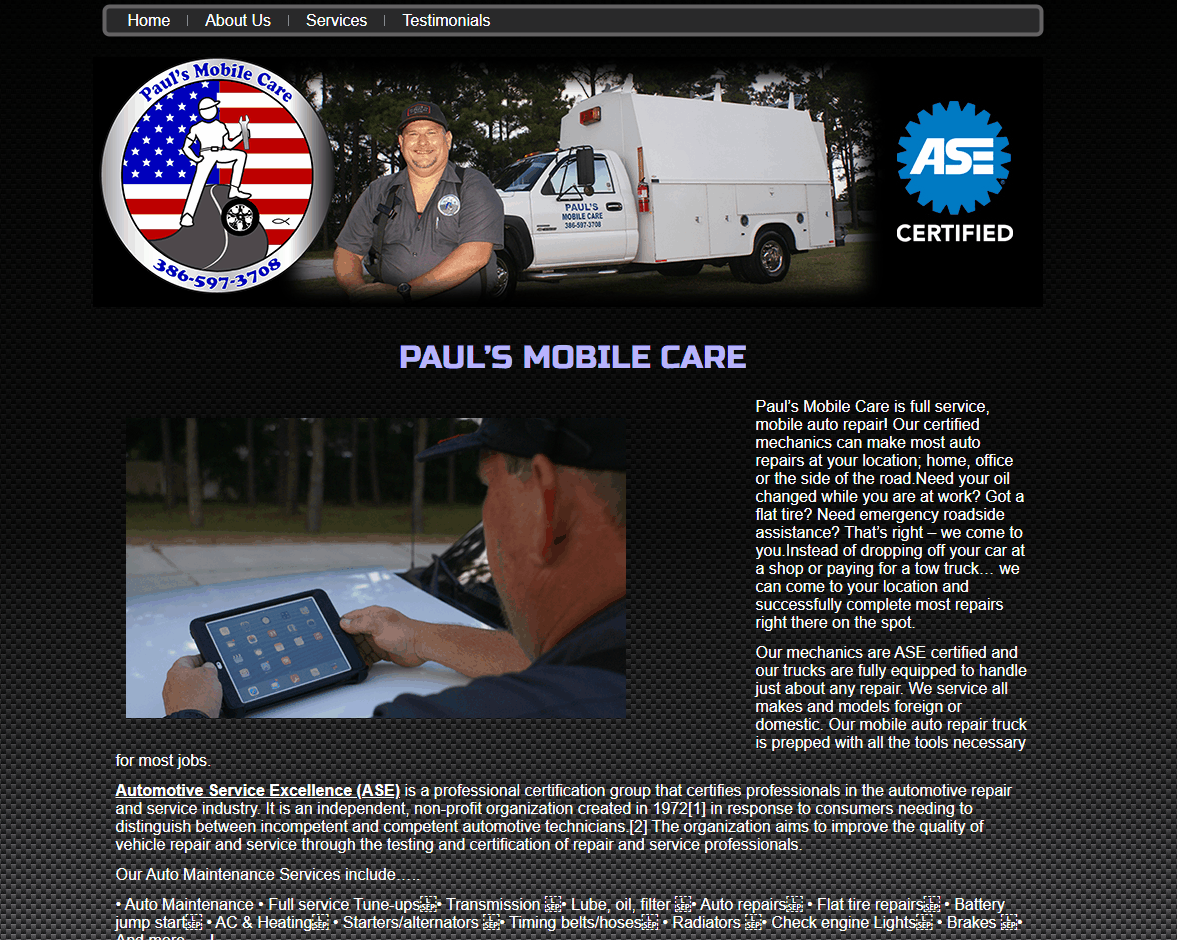 Home
About Us
Services
Testimonials
Paul's Mobile Care
386-597-3708
PAUL'S
MOBILE CARE
386-597-3708
ASE
CERTIFIED
PAUL’S MOBILE CARE
Paul’s Mobile Care is full service,
mobile auto repair! Our certified
mechanics can make most auto
repairs at your location; home, office
or the side of the road.Need your oil
changed while you are at work? Got a
flat tire? Need emergency roadside
assistance? That’s right – we come to
you.Instead of dropping off your car at
a shop or paying for a tow truck… we
can come to your location and
successfully complete most repairs
right there on the spot.
Our mechanics are ASE certified and
our trucks are fully equipped to handle
just about any repair. We service all
makes and models foreign or
domestic. Our mobile auto repair truck
is prepped with all the tools necessary
for most jobs.
Automotive Service Excellence (ASE) is a professional certification group that certifies professionals in the automotive repair
and service industry. It is an independent, non-profit organization created in 1972[1] in response to consumers needing to
distinguish between incompetent and competent automotive technicians.[2] The organization aims to improve the quality of
vehicle repair and service through the testing and certification of repair and service professionals.
Our Auto Maintenance Services include…..
• Auto Maintenance • Full service Tune-ups SEP• Transmission SEP• Lube, oil, filter SEP• Auto repairs SEP • Flat tire repairs SEP • Battery
jump start SEP • AC & Heating SEP • Starters/alternators SEP• Timing belts/hoses SEP• Radiators SEP• Check engine Lights SEP • Brakes SEP•